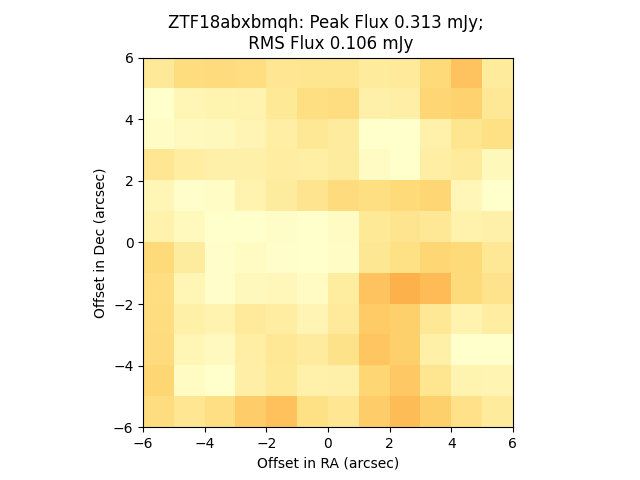 ZTF18abxbmqh: Peak Flux 0.313 mJy;
RMS Flux 0.106 mJy
6
4
2
0
−2
−4
−6
Offset in Dec (arcsec)
−6 −4 −2 0 2 4 6
Offset in RA (arcsec)